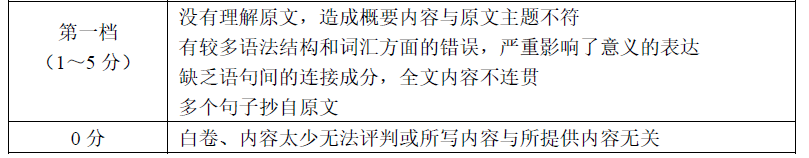 第一档
（1～5 分）
没有理解原文，造成概要内容与原文主题不符
有较多语法结构和词汇方面的错误，严重影响了意义的表达
缺乏语句间的连接成分，全文内容不连贯
多个句子抄自原文
0 分
白卷、内容太少无法评判或所写内容与所提供内容无关